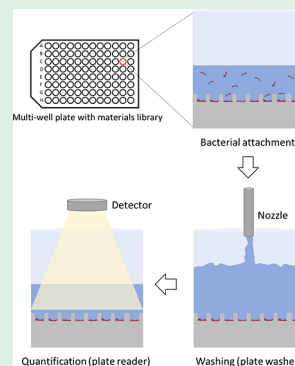 A
B
C
D
E
F
G
H
Multi-well plate with materials library
Bacterial attachment
Detector
Nozzle
Quantification (plate reader)
Washing (plate washe